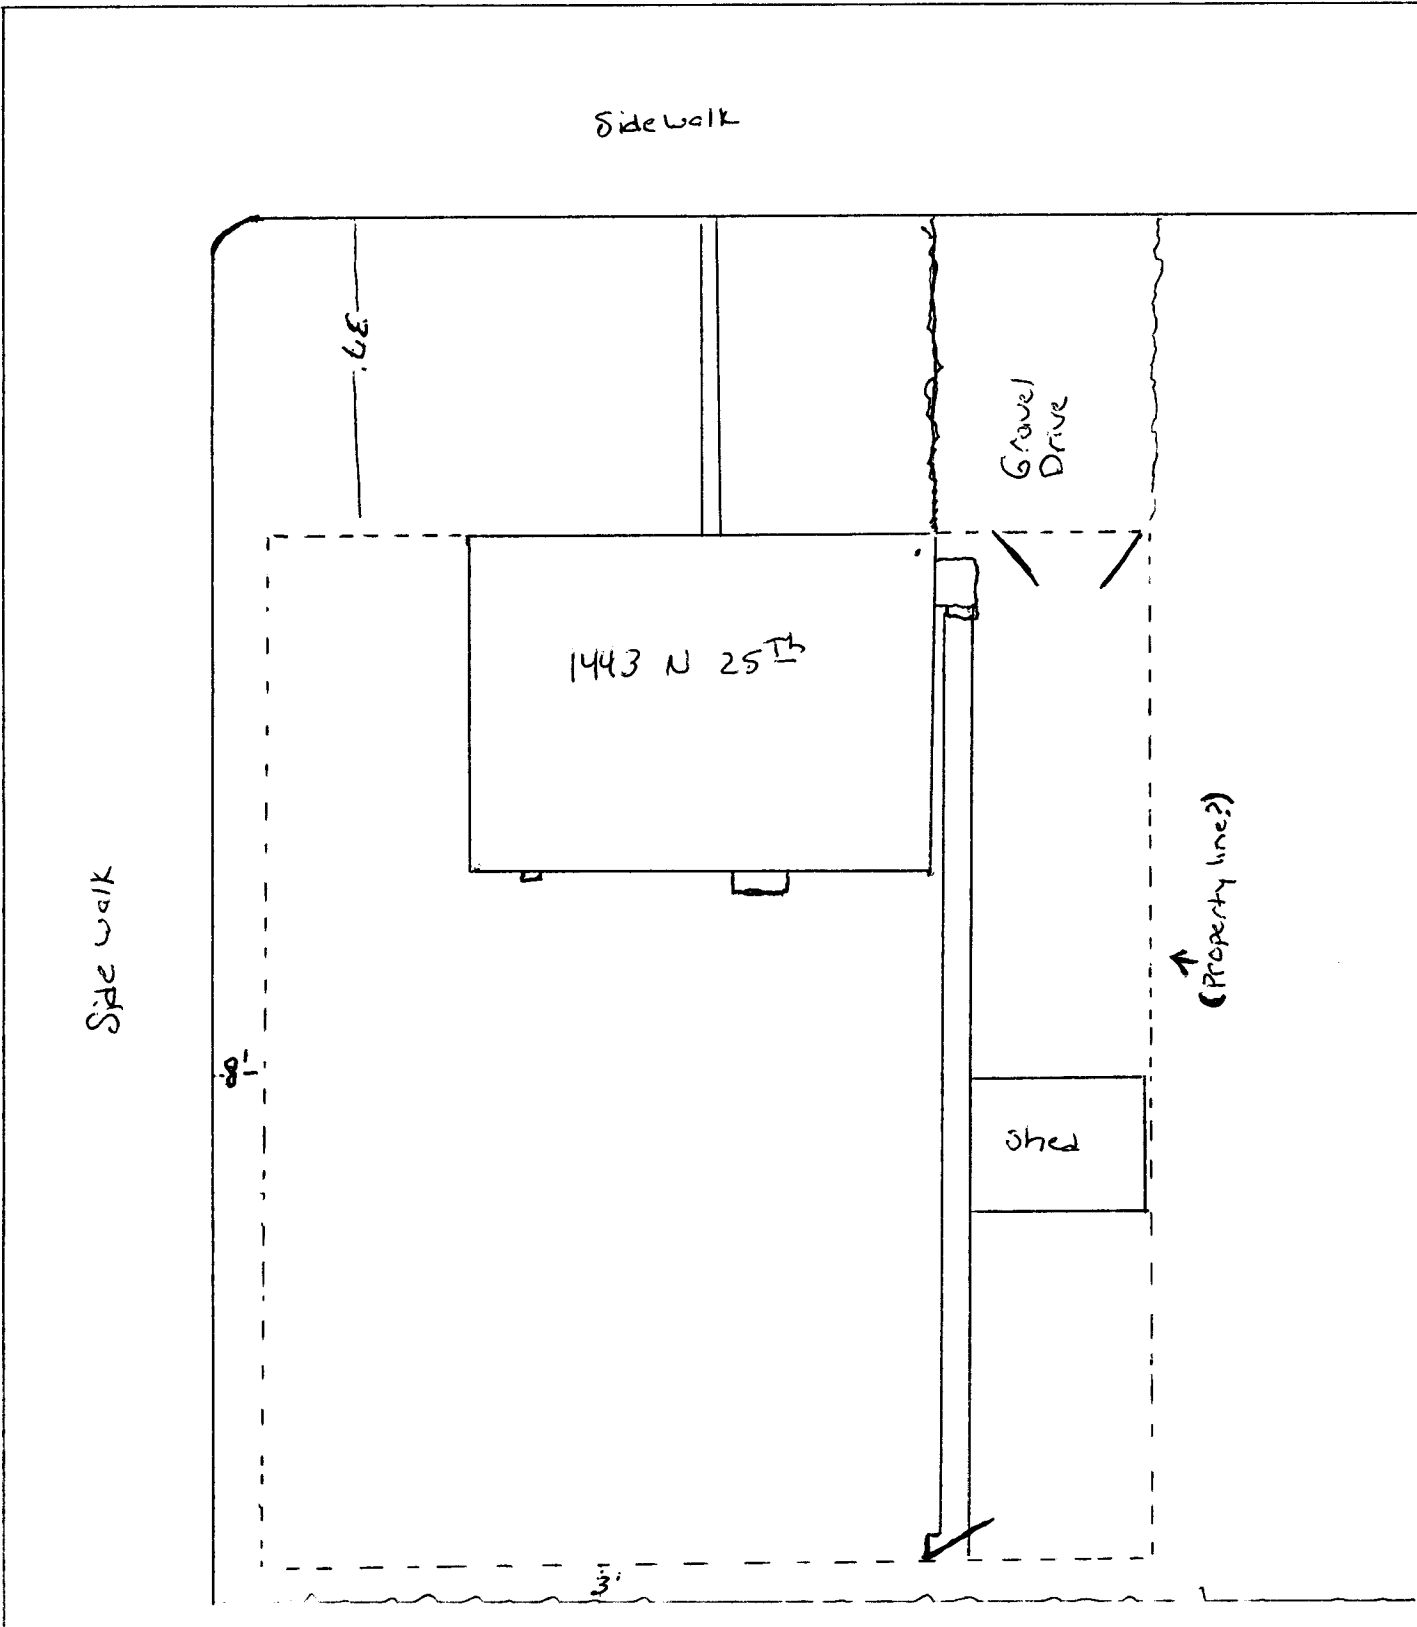 Sidewalk
37'
Gravel
Drive
1443 N 25Th
(Property line?)
Side walk
8'
Shed
3'